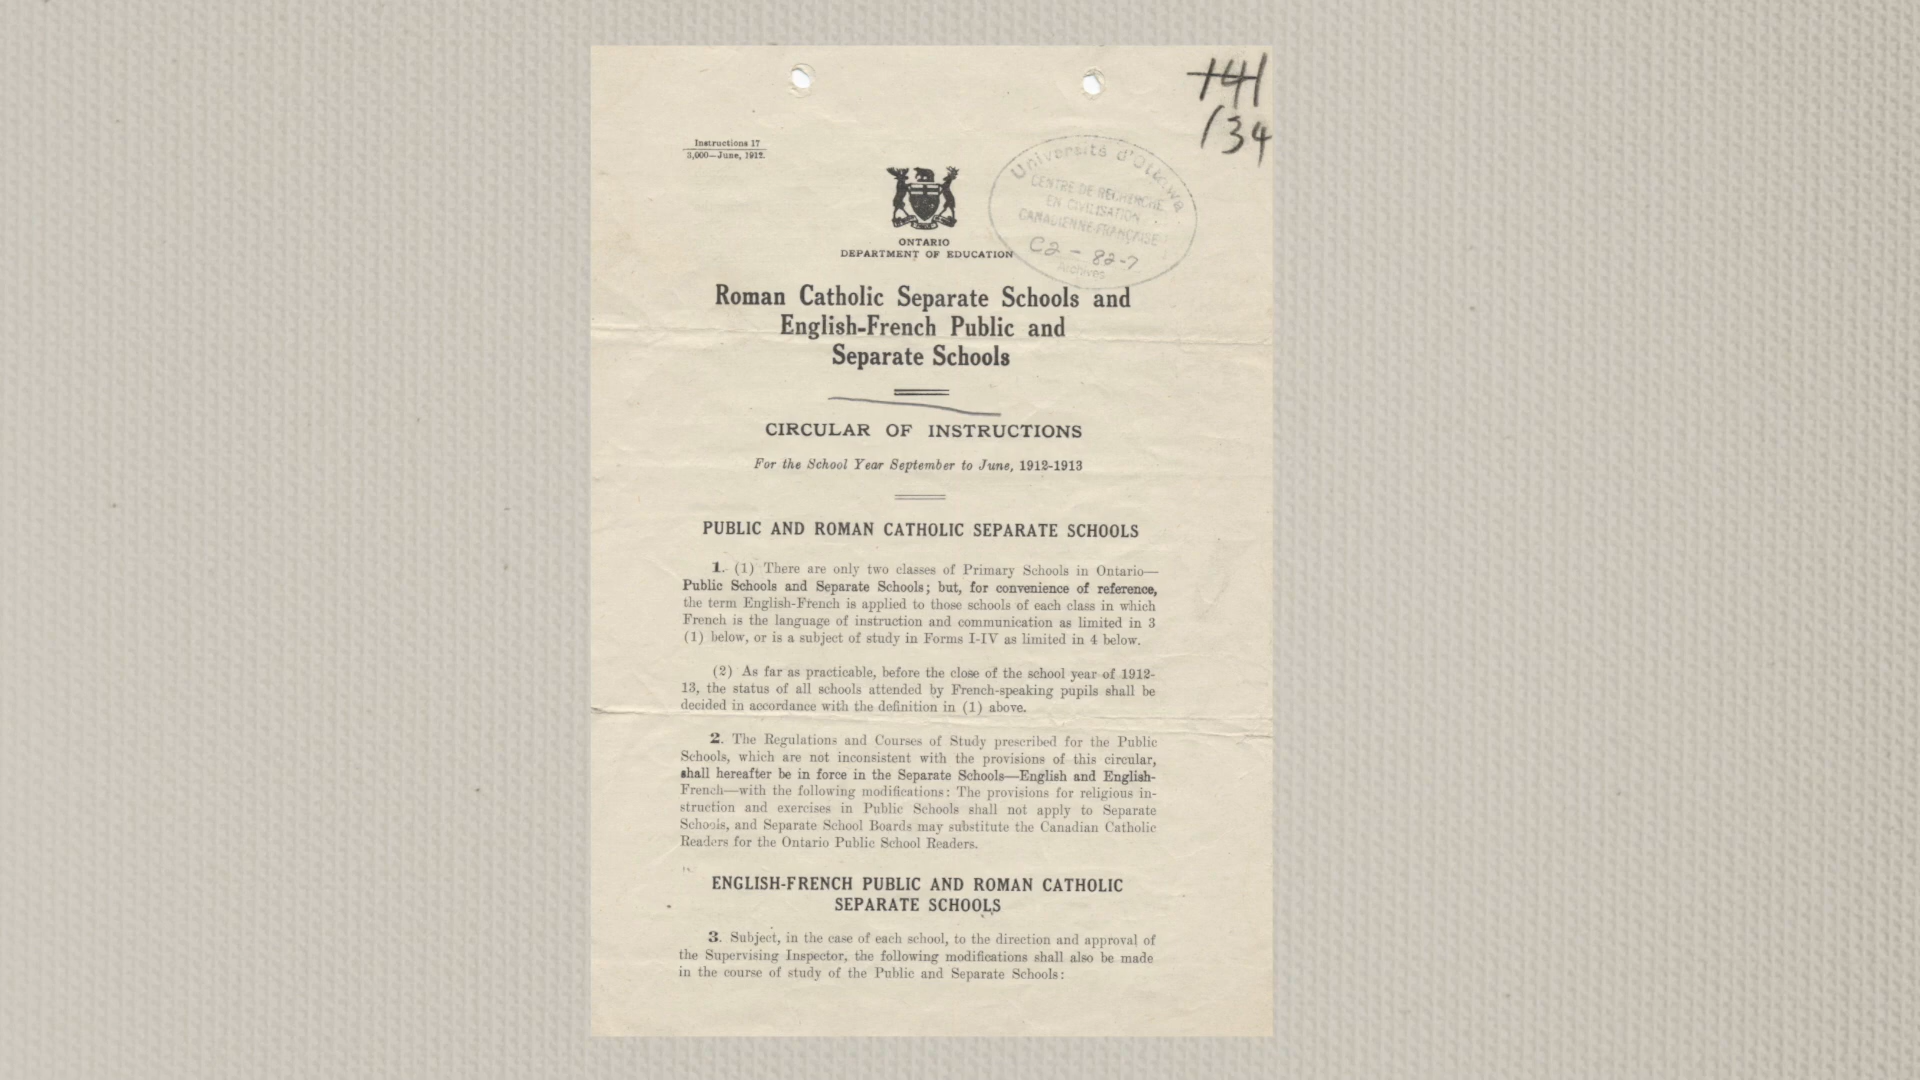 141
134
Instructions 17
3,000—June, 1912.
Université d'Ottawa
CENTRE DE RECHERCHE
EN CIVILISATION
CANADIENNE-FRANÇAISE
C2 - 82-7
Archives
ONTARIO
DEPARTMENT OF EDUCATION
Roman Catholic Separate Schools and
English-French Public and
Separate Schools
CIRCULAR OF INSTRUCTIONS
For the School Year September to June, 1912-1913
PUBLIC AND ROMAN CATHOLIC SEPARATE SCHOOLS
1. (1) There are only two classes of Primary Schools in Ontario—
Public Schools and Separate Schools; but, for convenience of reference,
the term English-French is applied to those schools of each class in which
French is the language of instruction and communication as limited in 3
(1) below, or is a subject of study in Forms I-IV as limited in 4 below.
(2) As far as practicable, before the close of the school year of 1912-
13, the status of all schools attended by French-speaking pupils shall be
decided in accordance with the definition in (1) above.
2. The Regulations and Courses of Study prescribed for the Public
Schools, which are not inconsistent with the provisions of this circular,
shall hereafter be in force in the Separate Schools—English and English-
French—with the following modifications: The provisions for religious in-
struction and exercises in Public Schools shall not apply to Separate
Schools, and Separate School Boards may substitute the Canadian Catholic
Readers for the Ontario Public School Readers.
ENGLISH-FRENCH PUBLIC AND ROMAN CATHOLIC
SEPARATE SCHOOLS
3. Subject, in the case of each school, to the direction and approval of
the Supervising Inspector, the following modifications shall also be made
in the course of study of the Public and Separate Schools: